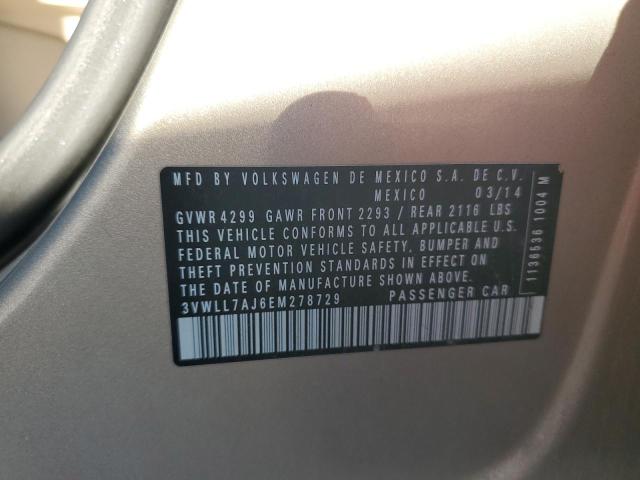 MFD BY VOLKSWAGEN DE MEXICO S.A. DE C.V.
MEXICO 03/14
GVWR 4299 GAWR FRONT 2293 / REAR 2116 LBS
THIS VEHICLE CONFORMS TO ALL APPLICABLE U.S.
FEDERAL MOTOR VEHICLE SAFETY, BUMPER AND
THEFT PREVENTION STANDARDS IN EFFECT ON
THE DATE OF MANUFACTURE SHOWN ABOVE.
3VWLL7AJ6EM278729 PASSENGER CAR
1136536 1004 M